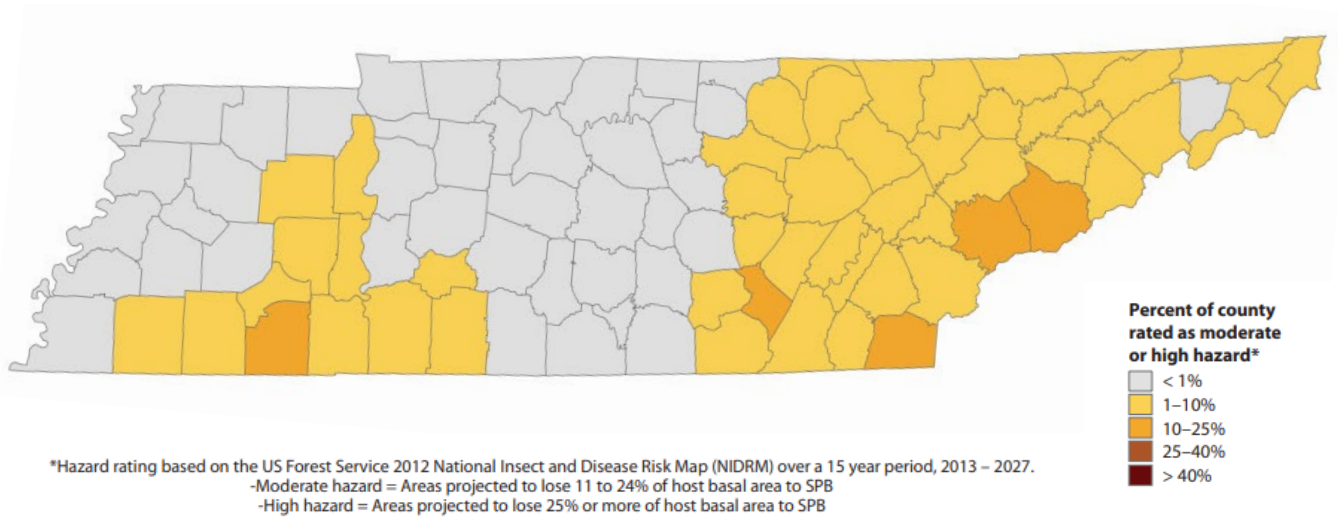 Percent of county
rated as moderate
or high hazard*
< 1%
1–10%
10–25%
25–40%
> 40%
*Hazard rating based on the US Forest Service 2012 National Insect and Disease Risk Map (NIDRM) over a 15 year period, 2013 – 2027.
-Moderate hazard = Areas projected to lose 11 to 24% of host basal area to SPB
-High hazard = Areas projected to lose 25% or more of host basal area to SPB